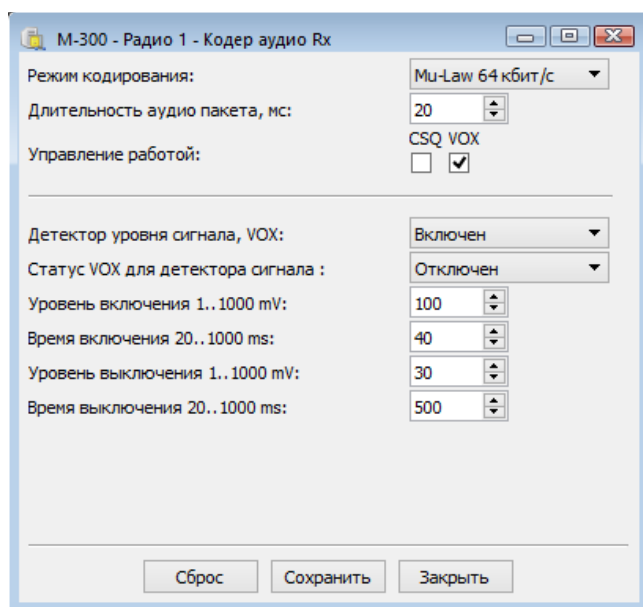 М-300 - Радио 1 - Кодер аудио Rx
Режим кодирования: Mu-Law 64 кбит/с
Длительность аудио пакета, мс: 20
CSQ VOX
Управление работой:
Детектор уровня сигнала, VOX: Включен
Статус VOX для детектора сигнала : Отключен
Уровень включения 1..1000 mV: 100
Время включения 20..1000 ms: 40
Уровень выключения 1..1000 mV: 30
Время выключения 20..1000 ms: 500
Сброс Сохранить Закрыть